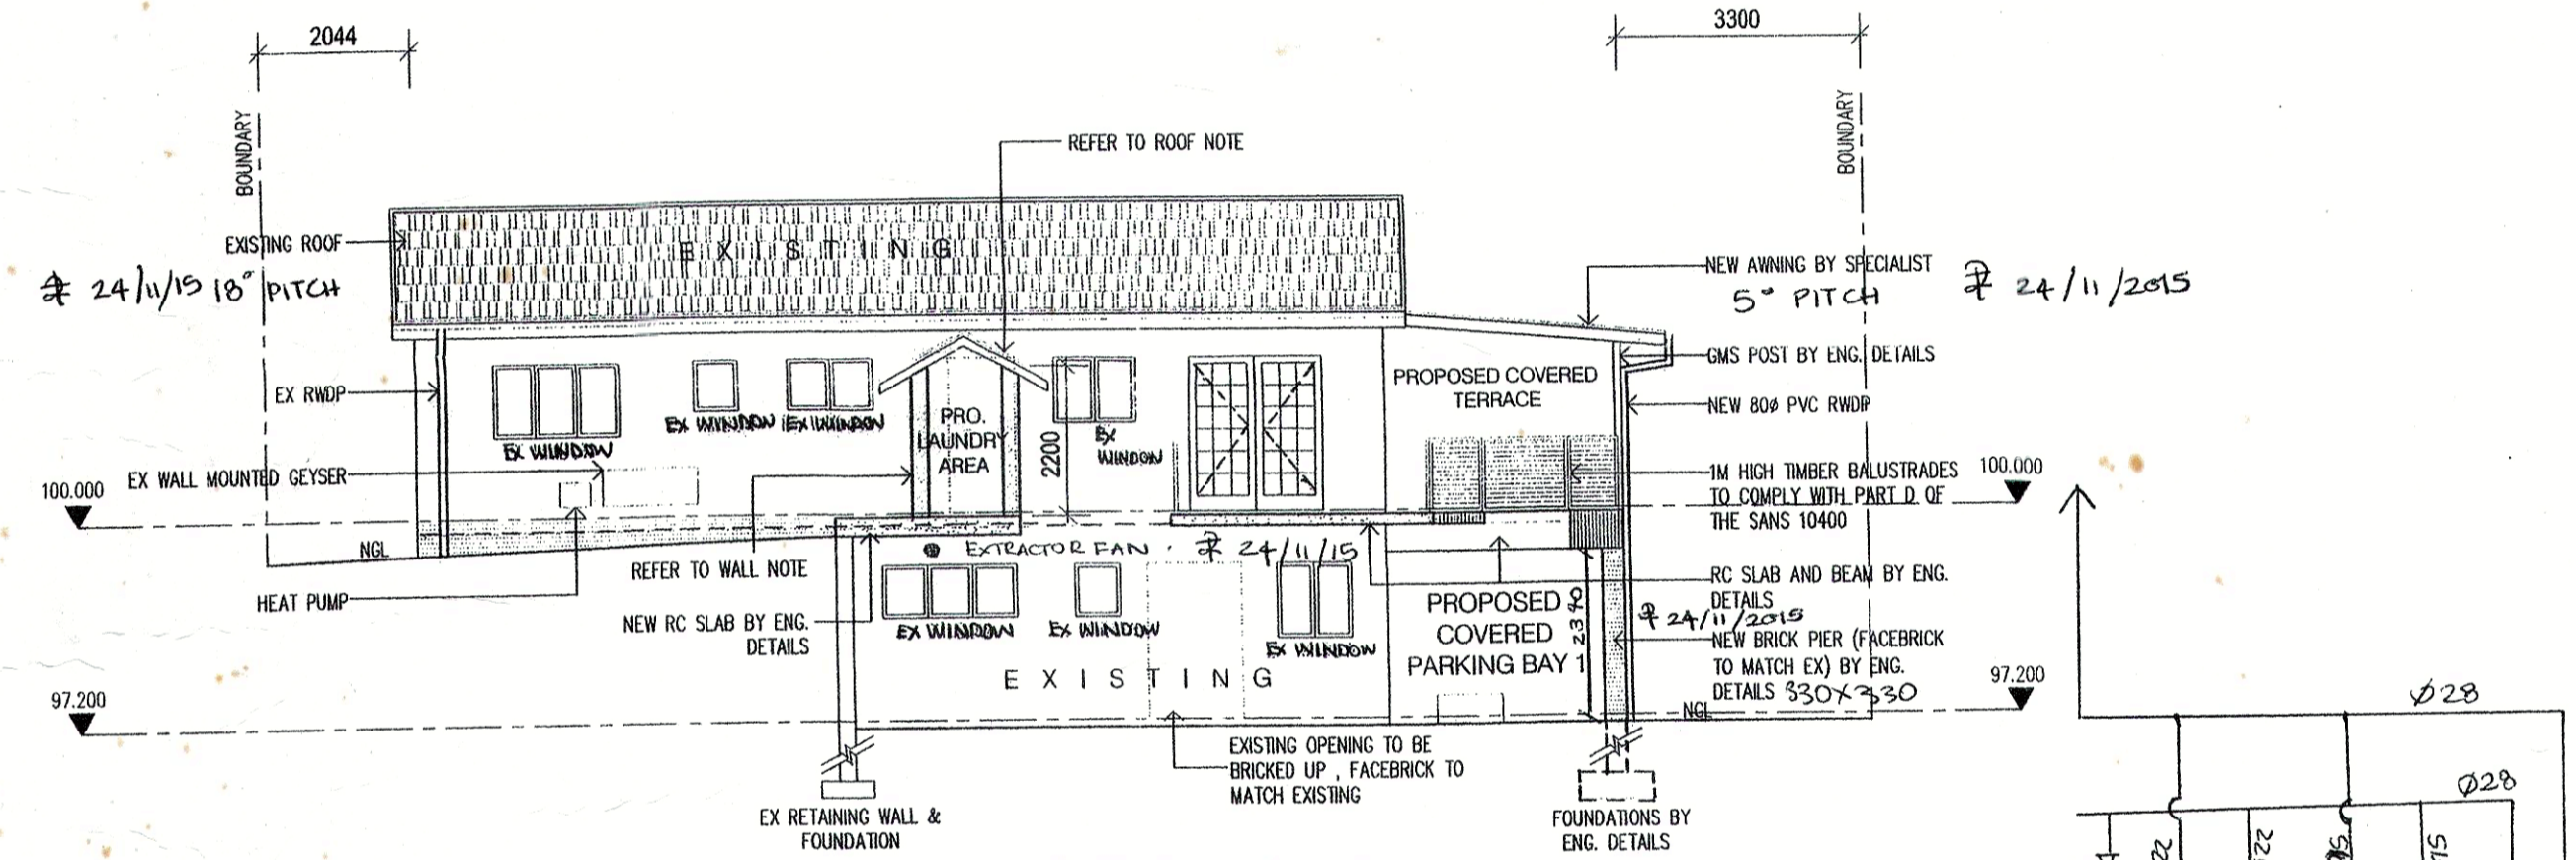 2044
3300
BOUNDARY
BOUNDARY
REFER TO ROOF NOTE
EXISTING ROOF
24/11/15 18° PITCH
EXISTING
NEW AWNING BY SPECIALIST
5° PITCH
24/11/2015
GMS POST BY ENG. DETAILS
EX RWDP
NEW 80ø PVC RWDP
PROPOSED COVERED
TERRACE
EX WINDOW
EX WINDOW
EX WINDOW
PRO.
LAUNDRY
AREA
2200
EX
WINDOW
EX WALL MOUNTED GEYSER
100.000
1M HIGH TIMBER BALUSTRADES
TO COMPLY WITH PART D OF
THE SANS 10400
100.000
NGL
EXTRACTOR FAN.
24/11/15
REFER TO WALL NOTE
HEAT PUMP
NEW RC SLAB BY ENG.
DETAILS
RC SLAB AND BEAM BY ENG.
DETAILS
24/11/2015
EX WINDOW
EX WINDOW
EX WINDOW
PROPOSED
COVERED
PARKING BAY 1
2340
NEW BRICK PIER (FACEBRICK
TO MATCH EX) BY ENG.
DETAILS 330X330
EXISTING
97.200
97.200
NGL
EXISTING OPENING TO BE
BRICKED UP , FACEBRICK TO
MATCH EXISTING
EX RETAINING WALL &
FOUNDATION
FOUNDATIONS BY
ENG. DETAILS
Ø28
Ø28
22
22